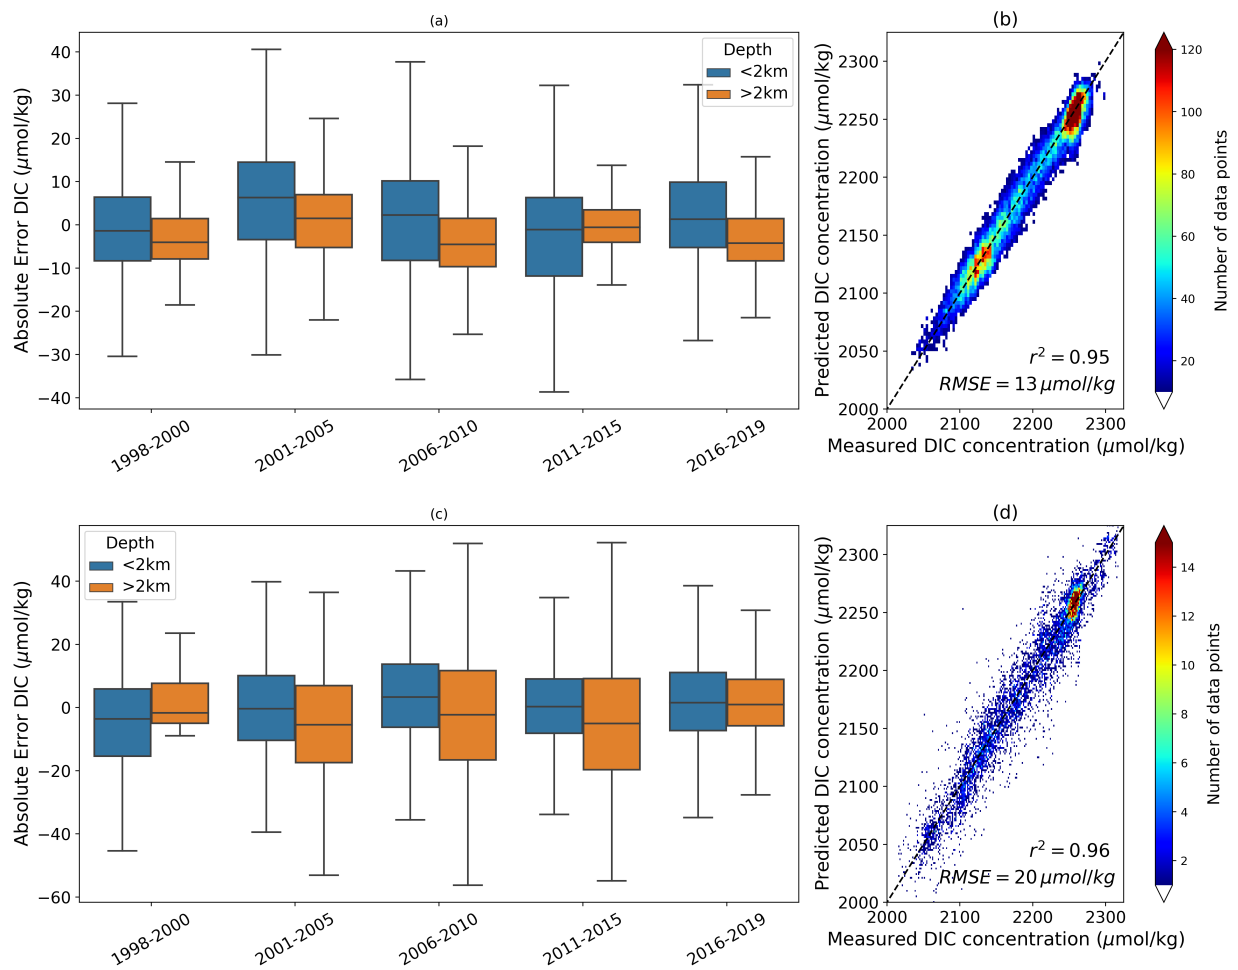 (a)
Absolute Error DIC (μmol/kg)
40
30
20
10
0
−10
−20
−30
−40
Depth
<2km
>2km
1998-2000
2001-2005
2006-2010
2011-2015
2016-2019
(b)
Predicted DIC concentration (μmol/kg)
2300
2250
2200
2150
2100
2050
2000
r² = 0.95
RMSE = 13 μmol/kg
2000
2100
2200
2300
Measured DIC concentration (μmol/kg)
120
100
80
60
40
20
Number of data points
(c)
Absolute Error DIC (μmol/kg)
40
20
0
−20
−40
−60
Depth
<2km
>2km
1998-2000
2001-2005
2006-2010
2011-2015
2016-2019
(d)
Predicted DIC concentration (μmol/kg)
2300
2250
2200
2150
2100
2050
2000
r² = 0.96
RMSE = 20 μmol/kg
2000
2100
2200
2300
Measured DIC concentration (μmol/kg)
14
12
10
8
6
4
2
Number of data points